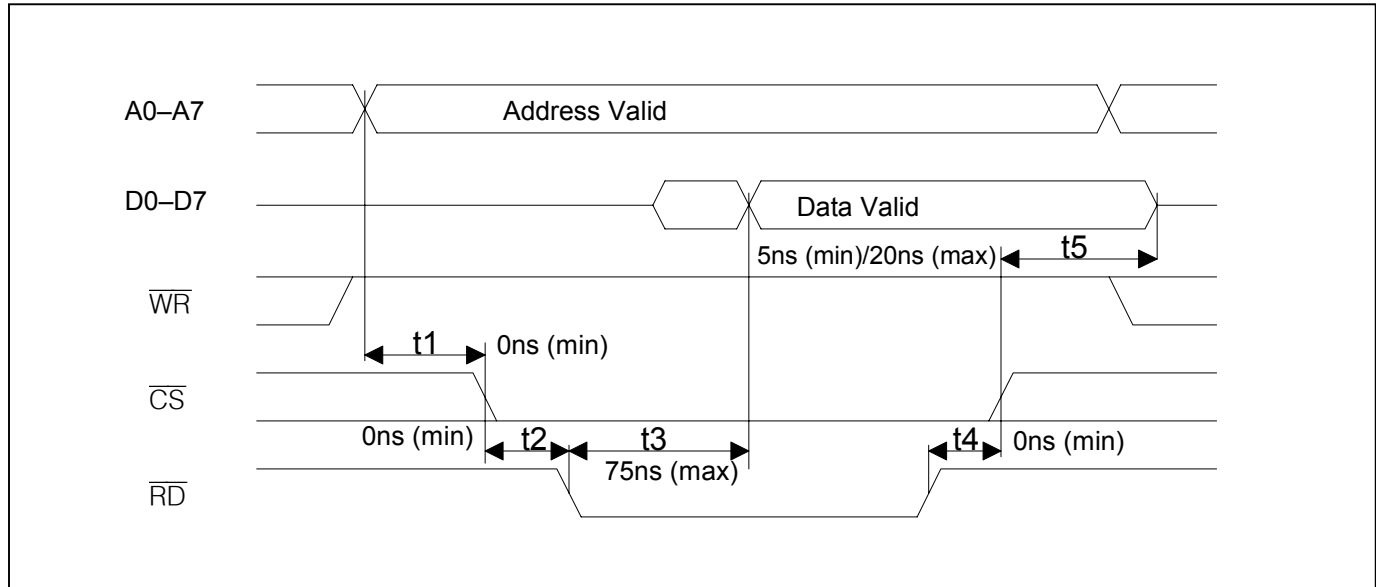 A0–A7
Address Valid
D0–D7
Data Valid
5ns (min)/20ns (max)
t5
WR
t1
0ns (min)
CS
0ns (min)
t2
t3
t4
0ns (min)
75ns (max)
RD